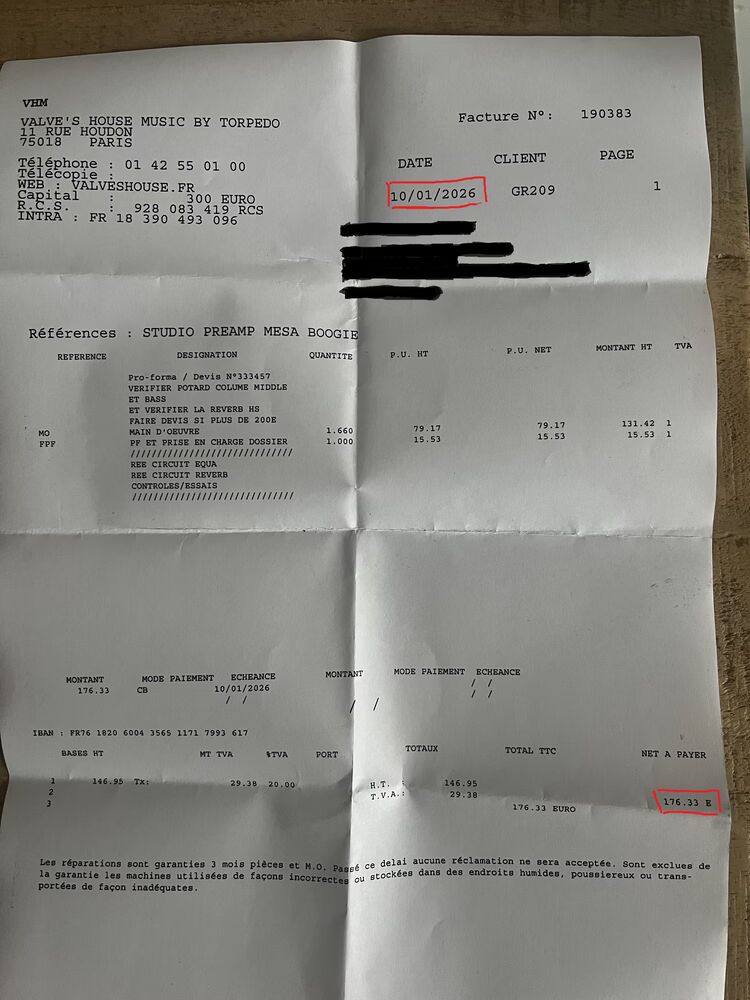 VHM
VALVE'S HOUSE MUSIC BY TORPEDO
11 RUE HOUDON
75018 PARIS
Téléphone : 01 42 55 01 00
Télécopie :
WEB : VALVESHOUSE.FR
Capital : 300 EURO
R.C.S. : 928 083 419 RCS
INTRA : FR 18 390 493 096
Facture N°: 190383
DATE CLIENT PAGE
10/01/2026 GR209 1
Références : STUDIO PREAMP MESA BOOGIE
REFERENCE DESIGNATION QUANTITE P.U. HT P.U. NET MONTANT HT TVA
Pro-forma / Devis N°333457
VERIFIER POTARD COLUME MIDDLE
ET BASS
ET VERIFIER LA REVERB HS
FAIRE DEVIS SI PLUS DE 200E
MO MAIN D'OEUVRE 1.660 79.17 79.17 131.42 1
FPF PF ET PRISE EN CHARGE DOSSIER 1.000 15.53 15.53 15.53 1
///////////////////////////////
REE CIRCUIT EQUA
REE CIRCUIT REVERB
CONTROLES/ESSAIS
///////////////////////////////
MONTANT MODE PAIEMENT ECHEANCE MONTANT MODE PAIEMENT ECHEANCE
176.33 CB 10/01/2026 / /
/ / / / / /
IBAN : FR76 1820 6004 3565 1171 7993 617
BASES HT MT TVA %TVA PORT TOTAUX TOTAL TTC NET A PAYER
1 146.95 Tx: 29.38 20.00 H.T. : 146.95
2 T.V.A.: 29.38 176.33 E
3 176.33 EURO
Les réparations sont garanties 3 mois pièces et M.O. Passé ce delai aucune réclamation ne sera acceptée. Sont exclues de
la garantie les machines utilisées de façons incorrectes ou stockées dans des endroits humides, poussiereux ou trans-
portées de façon inadéquates.